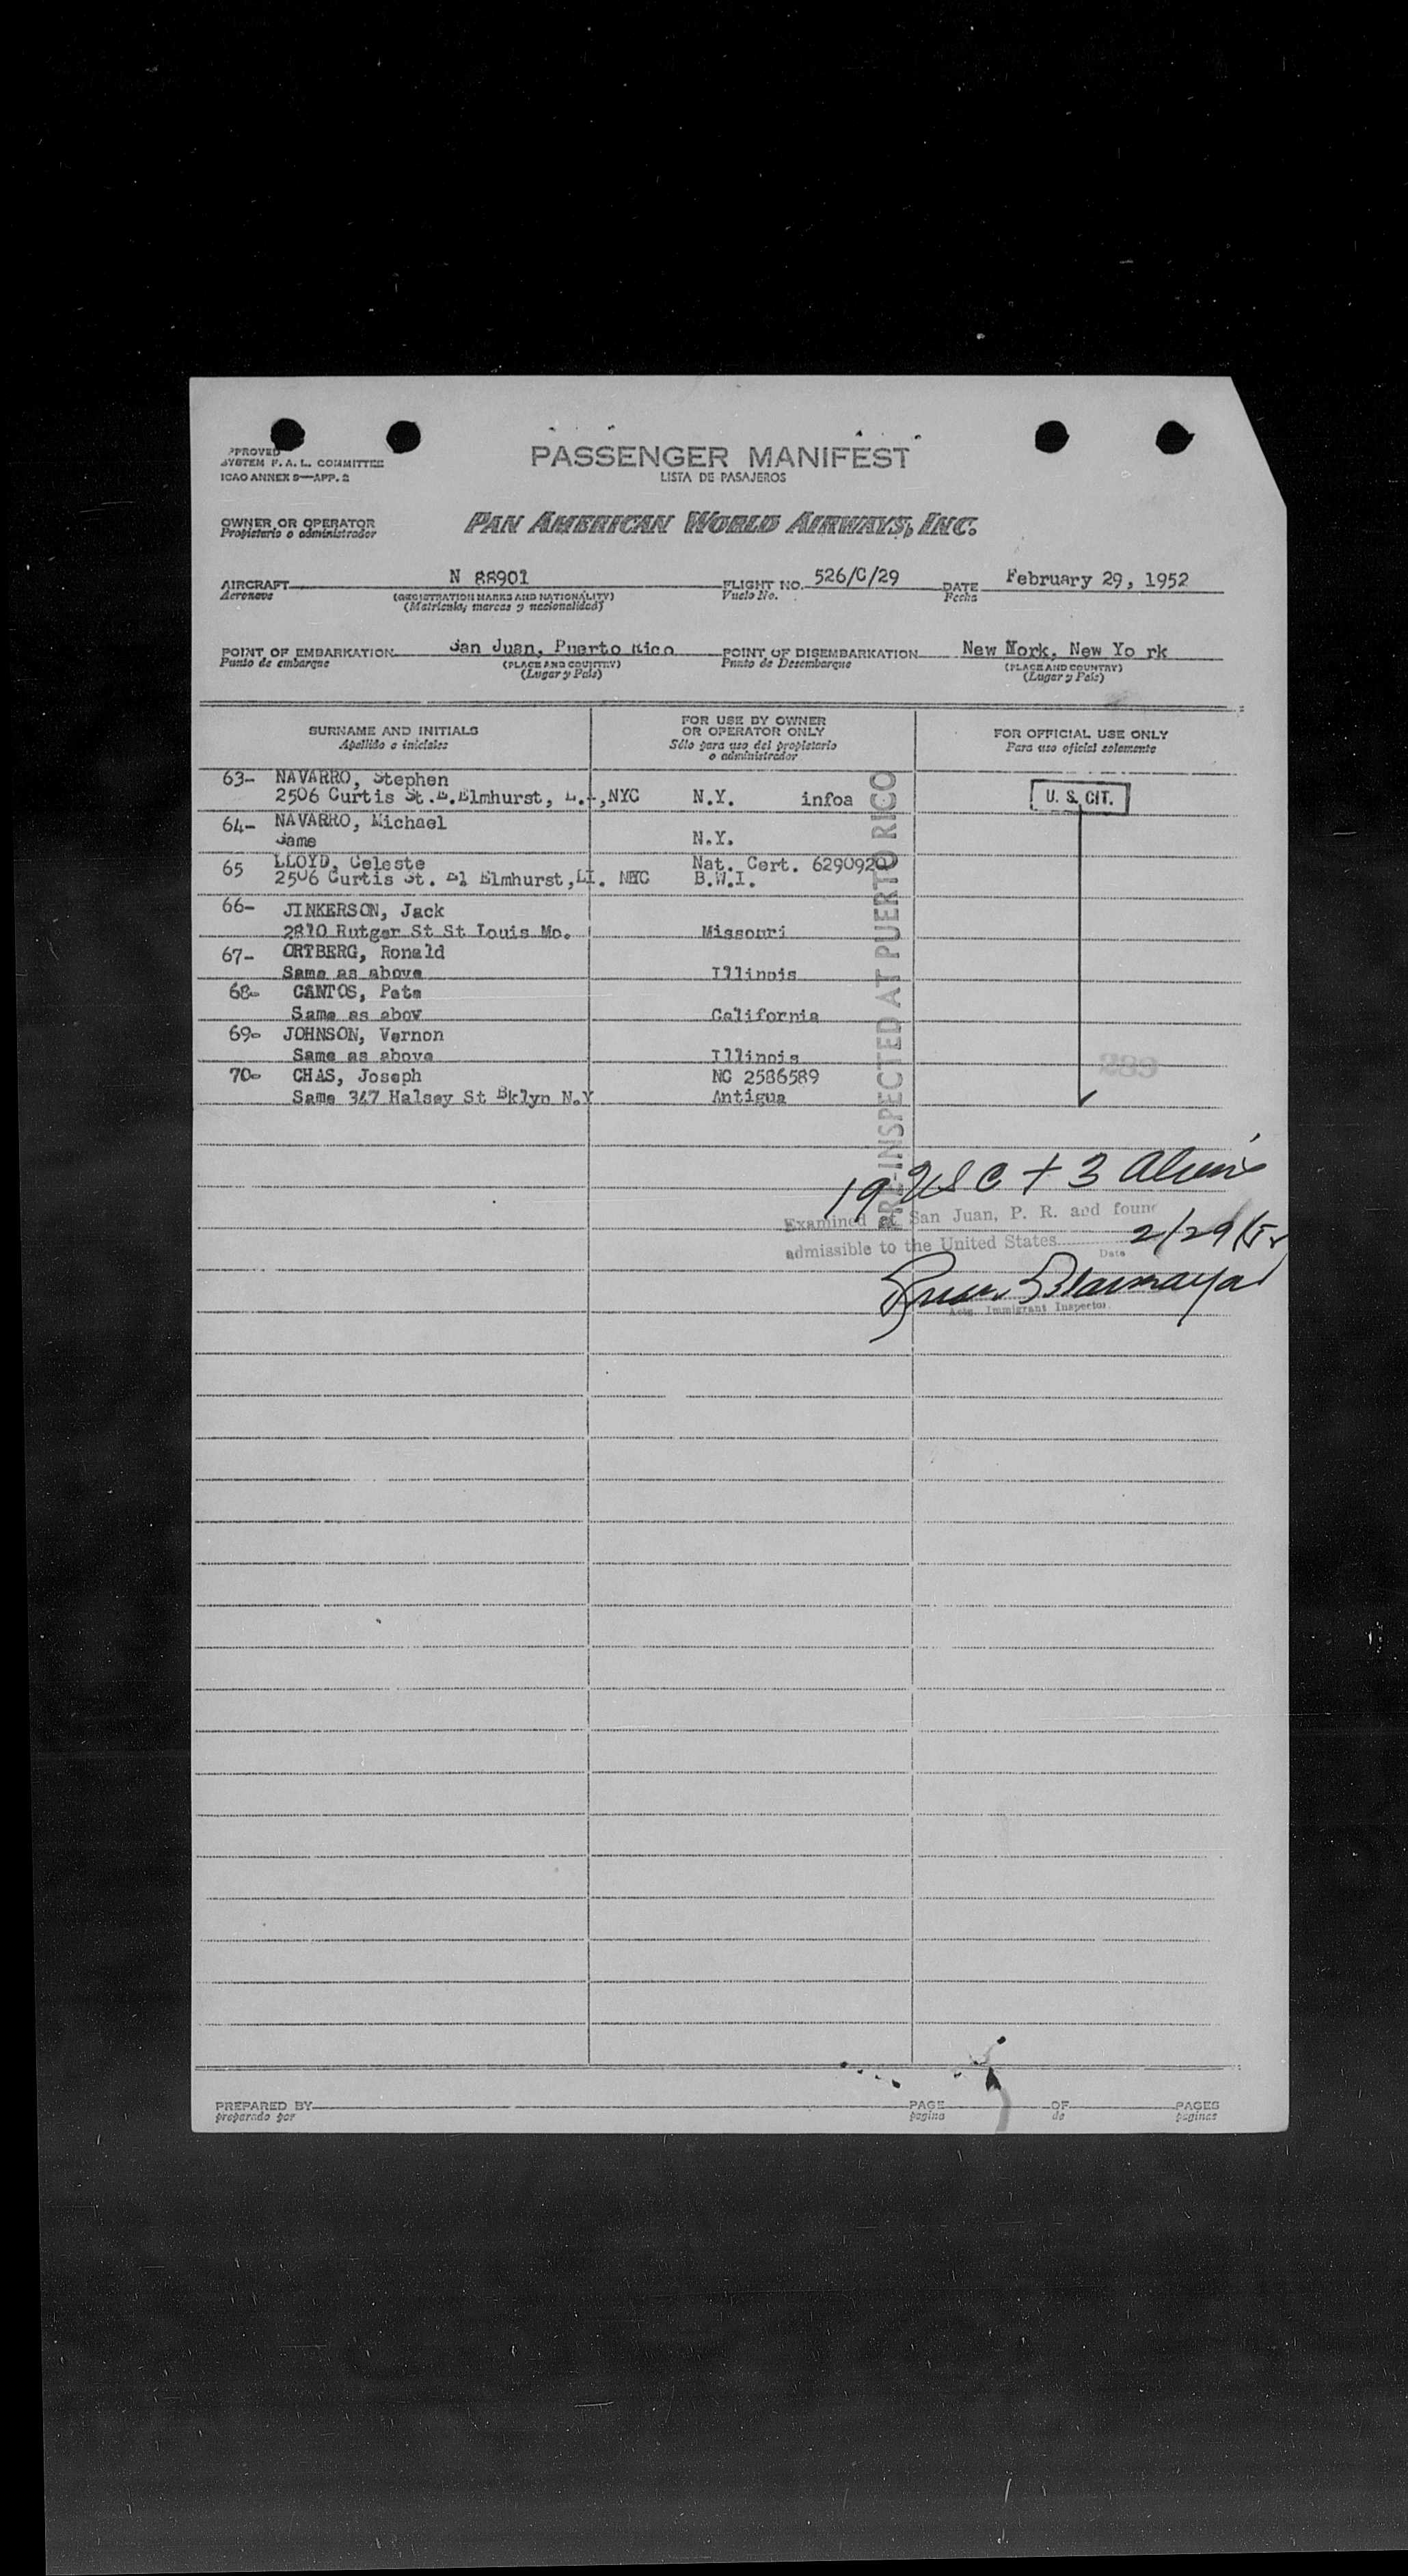 PPROVED
SYSTEM F. A. L. COMMITTEE
ICAO ANNEX 9—APP. 2
PASSENGER MANIFEST
LISTA DE PASAJEROS
OWNER OR OPERATOR
Propietario o administrador
PAN AMERICAN WORLD AIRWAYS, INC.
AIRCRAFT N 88901 FLIGHT NO. 526/C/29 DATE February 29, 1952
Aeronave (REGISTRATION MARKS AND NATIONALITY) Vuelo No. Fecha
(Matrícula, marcas y nacionalidad)
POINT OF EMBARKATION San Juan, Puerto Rico POINT OF DISEMBARKATION New York, New Yo rk
Punto de embarque (PLACE AND COUNTRY) Punto de Desembarque (PLACE AND COUNTRY)
(Lugar y País) (Lugar y País)
SURNAME AND INITIALS FOR USE BY OWNER OR OPERATOR ONLY FOR OFFICIAL USE ONLY
Apellido e iniciales Sólo para uso del propietario o administrador Para uso oficial solamente
63- NAVARRO, Stephen
2506 Curtis St.E.Elmhurst, L.I,NYC N.Y. infoa U. S. CIT.
64- NAVARRO, Michael
Same N.Y.
65 LLOYD, Celeste Nat. Cert. 6290920
2506 Curtis St. El Elmhurst,LI. NYC B.W.I.
66- JINKERSON, Jack
2810 Rutger St St Louis Mo. Missouri
67- ORTBERG, Ronald
Same as above Illinois
68- CANTOS, Pete
Same as abov California
69- JOHNSON, Vernon
Same as above Illinois
70- CHAS, Joseph NC 2586589
Same 347 Halsey St Bklyn N.Y Antigua
PRE-INSPECTED AT PUERTO RICO
289
19 USC + 3 Aliens
Examined at San Juan, P. R. and found
admissible to the United States 2/29/52
Date
Actg. Immigrant Inspector
PREPARED BY PAGE OF PAGES
preparado por página de páginas